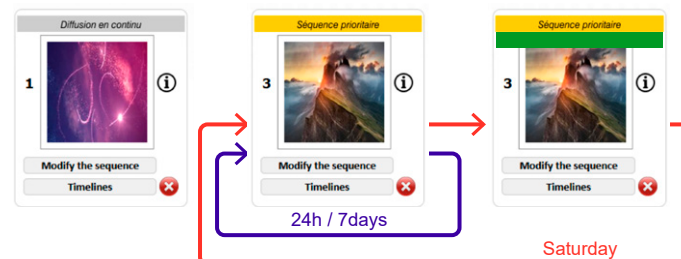 Diffusion en continu
1
Modify the sequence
Timelines
Séquence prioritaire
3
Modify the sequence
Timelines
24h / 7days
Séquence prioritaire
3
Modify the sequence
Timelines
Saturday